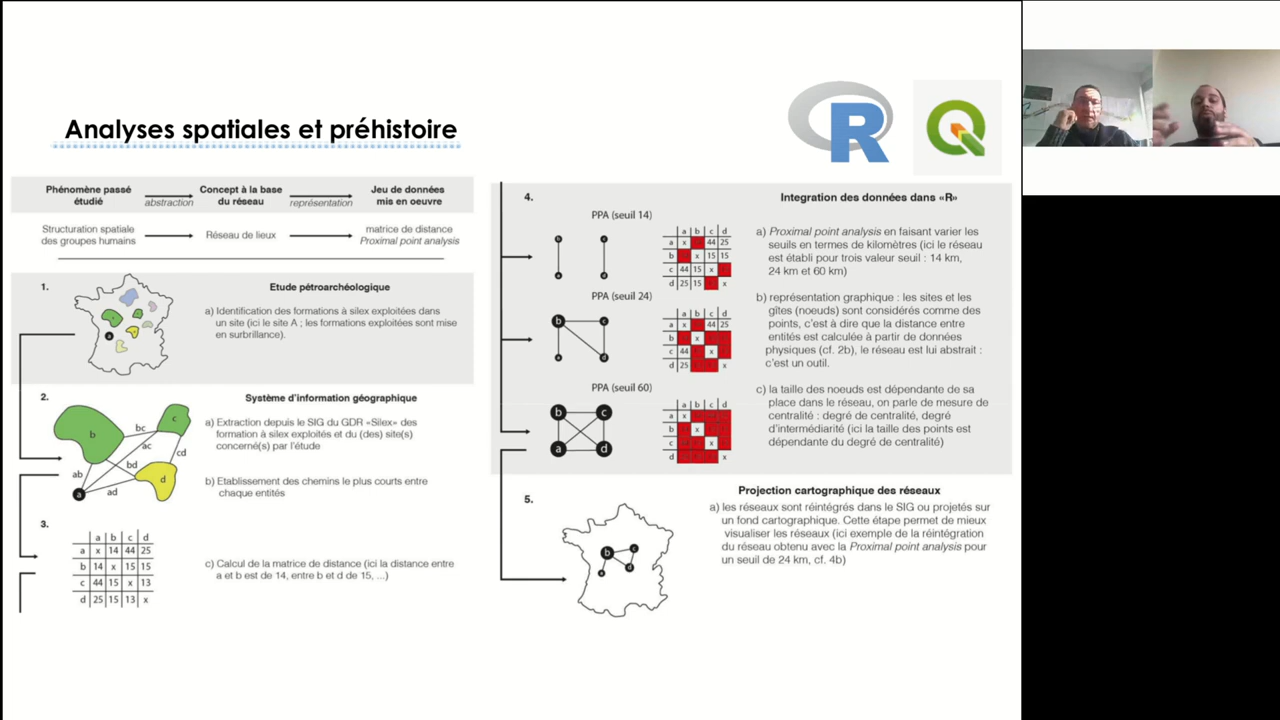 Analyses spatiales et préhistoire
R
Phénomène passé étudié
abstraction
Concept à la base du réseau
représentation
Jeu de données mis en oeuvre
Structuration spatiale des groupes humains
Réseau de lieux
matrice de distance
Proximal point analysis
1.
Etude pétroarchéologique
a) Identification des formations à silex exploitées dans
un site (ici le site A ; les formations exploitées sont mise
en surbrillance).
a
2.
Système d'information géographique
a) Extraction depuis le SIG du GDR «Silex» des
formation à silex exploités et du (des) site(s)
concerné(s) par l'étude
b) Etablissement des chemins le plus courts entre
chaque entités
b
c
bc
ac
cd
bd
ab
d
a
ad
3.
a b c d
a x 14 44 25
b 14 x 15 15
c 44 15 x 13
d 25 15 13 x
c) Calcul de la matrice de distance (ici la distance entre
a et b est de 14, entre b et d de 15, ...)
4.
Integration des données dans «R»
PPA (seuil 14)
b c
a d
a b c d
a x 44 25
b x 15 15
c 44 15 x
d 25 15 x
a) Proximal point analysis en faisant varier les
seuils en termes de kilomètres (ici le réseau
est établi pour trois valeur seuil : 14 km,
24 km et 60 km)
PPA (seuil 24)
b c
a d
a b c d
a x 44 25
b x
c 44 x
d 25 x
b) représentation graphique : les sites et les
gîtes (noeuds) sont considérés comme des
points, c'est à dire que la distance entre
entités est calculée à partir de données
physiques (cf. 2b), le réseau est lui abstrait :
c'est un outil.
PPA (seuil 60)
b c
a d
a b c d
a x
b x
c x
d x
c) la taille des noeuds est dépendante de sa
place dans le réseau, on parle de mesure de
centralité : degré de centralité, degré
d'intermédiarité (ici la taille des points est
dépendante du degré de centralité)
5.
Projection cartographique des réseaux
a) les réseaux sont réintégrés dans le SIG ou projetés sur
un fond cartographique. Cette étape permet de mieux
visualiser les réseaux (ici exemple de la réintégration
du réseau obtenu avec la Proximal point analysis pour
un seuil de 24 km, cf. 4b)
b c
a d